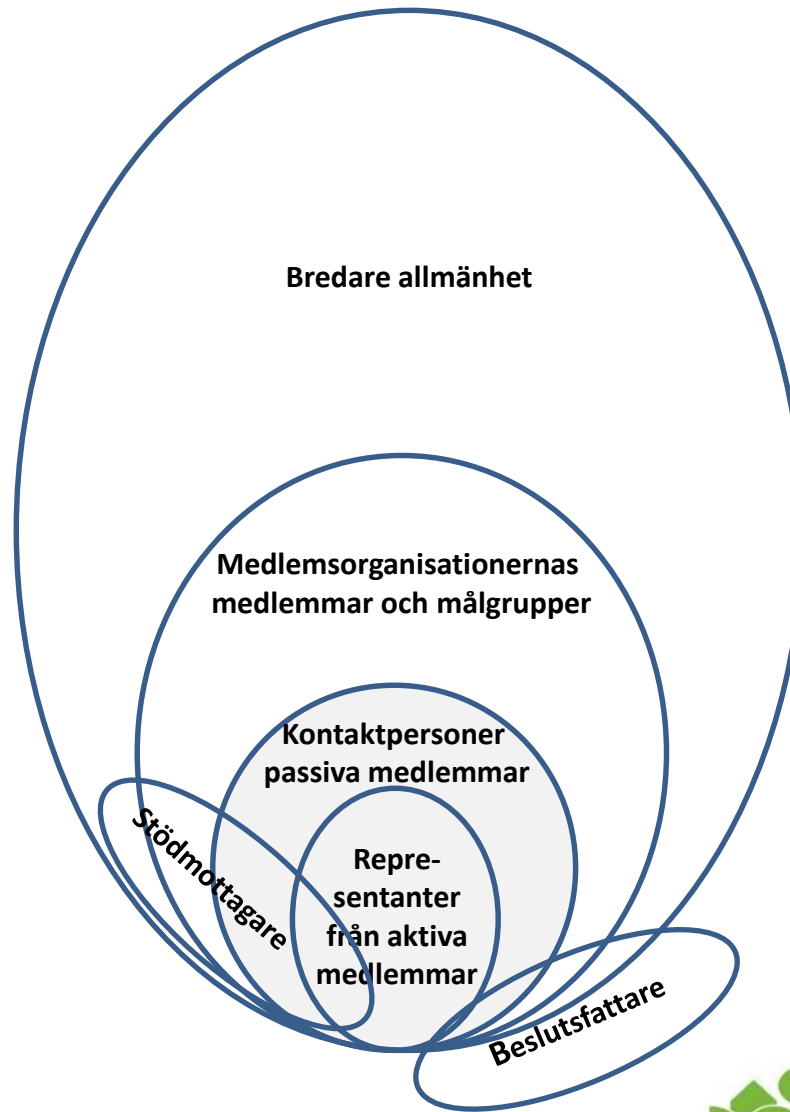 Bredare allmänhet
Medlemsorganisationernas
medlemmar och målgrupper
Kontaktpersoner
passiva medlemmar
Stödmottagare
Repre-
sentanter
från aktiva
medlemmar
Beslutsfattare